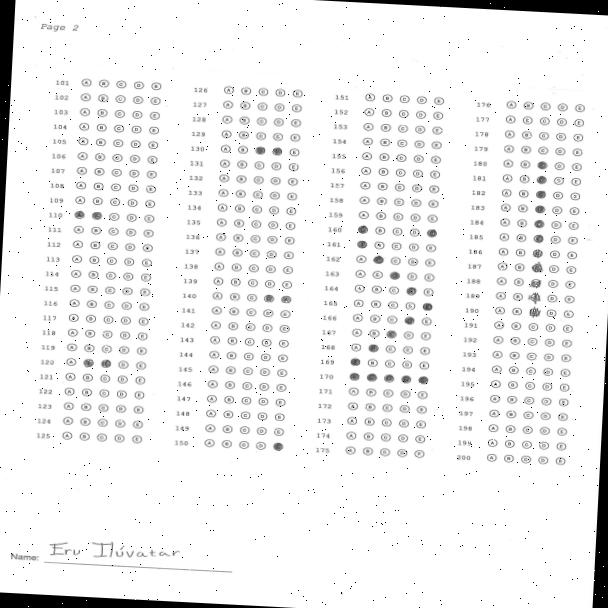 Page 2
101 A B C D E
102 A B C D E
103 A B C D E
104 A B C D E
105 A B C D E
106 A B C D E
107 A B C D E
108 A B C D E
109 A B C D E
110 A C C D E
111 A B C D E
112 A B C D E
113 A B C D E
114 A B C D E
115 A B C D E
116 A B C D E
117 A B C D E
118 A B C D E
119 A B C D E
120 A D E
121 A B C D E
122 A B C D E
123 A B C D E
124 A B C D E
125 A B C D E
126 A B C D E
127 A B C D E
128 A B C D E
129 A B C D E
130 A B E
131 A B C D E
132 A B C D E
133 A B C D E
134 A B C D E
135 A B C D E
136 A B C D E
137 A B C D E
138 A B C D E
139 A B C D E
140 A B C
141 A B C D E
142 A B C D E
143 A B C D E
144 A B C D E
145 A B C D E
146 A B C D E
147 A B C D E
148 A B C D E
149 A B C D E
150 A B C D
151 A B C D E
152 A B C D E
153 A B C D E
154 A B C D E
155 A B C D E
156 A B C D E
157 A B C D E
158 A B C D E
159 A B C D E
160 B C D
161 B C D E
162 A C D E
163 A B D E
164 A B C E
165 A B C D
166 A B C E
167 A B D E
168 A C D E
169 B C D E
170
171 A B C D E
172 A B C D E
173 A B C D E
174 A B C D E
175 A B C D E
176 A B C D E
177 A B C D E
178 A B C D E
179 A B C D E
180 A B D E
181 A B D E
182 A B D E
183 A B D E
184 A B D E
185 A B D E
186 A B D E
187 A B D E
188 A B D E
189 A B D E
190 A B D E
191 A B C D E
192 A B C D E
193 A B C D E
194 A B C D E
195 A B C D E
196 A B C D E
197 A B C D E
198 A B C D E
199 A B C D E
200 A B C D E
Name: Eru Ilúvatar